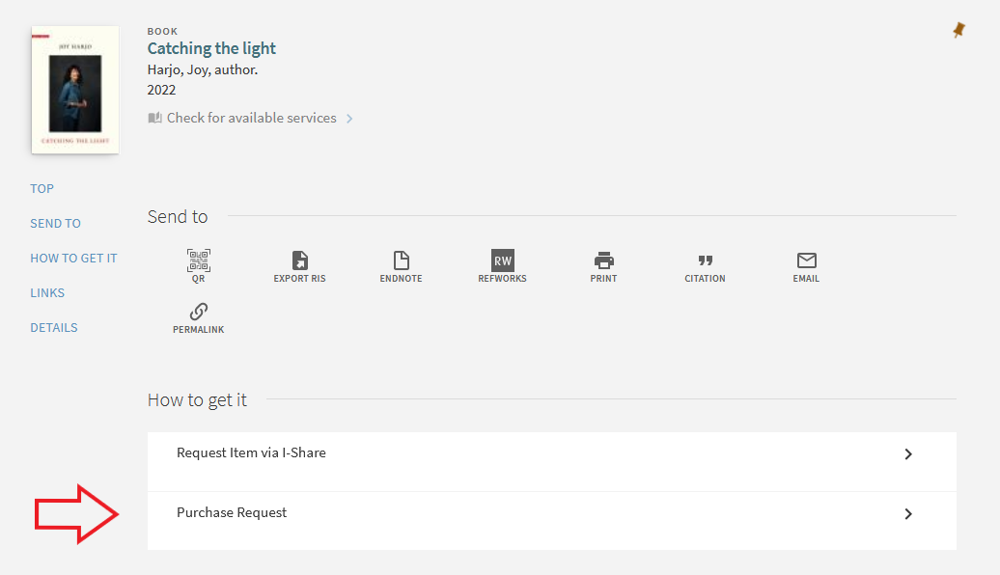 JOY HARJO
CATCHING THE LIGHT
BOOK
Catching the light
Harjo, Joy, author.
2022
Check for available services
TOP
SEND TO
HOW TO GET IT
LINKS
DETAILS
Send to
QR
EXPORT RIS
ENDNOTE
RW
REFWORKS
PRINT
CITATION
EMAIL
PERMALINK
How to get it
Request Item via I-Share
Purchase Request